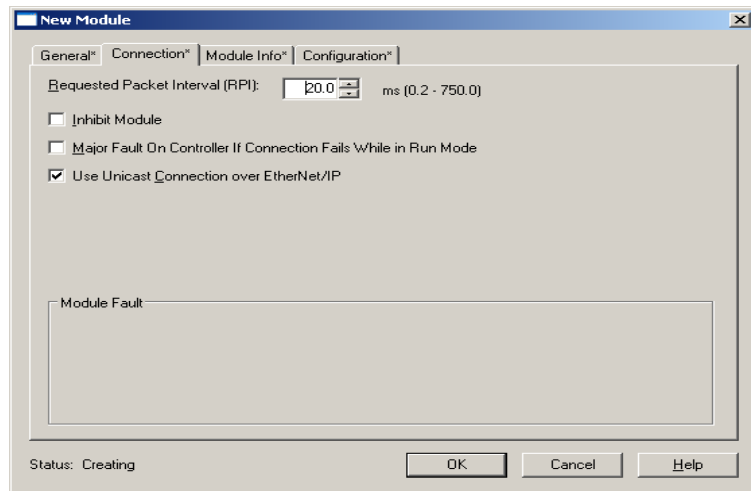 New Module
General* Connection* Module Info* Configuration*
Requested Packet Interval (RPI): 20.0 ms (0.2 - 750.0)
Inhibit Module
Major Fault On Controller If Connection Fails While in Run Mode
Use Unicast Connection over EtherNet/IP
Module Fault
Status: Creating OK Cancel Help